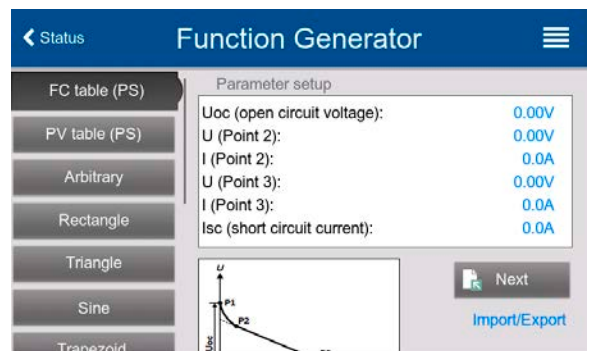 Status
Function Generator
FC table (PS)
PV table (PS)
Arbitrary
Rectangle
Triangle
Sine
Trapezoid
Parameter setup
Uoc (open circuit voltage): 0.00V
U (Point 2): 0.00V
I (Point 2): 0.0A
U (Point 3): 0.00V
I (Point 3): 0.0A
Isc (short circuit current): 0.0A
U
P1
P2
Uoc
Next
Import/Export